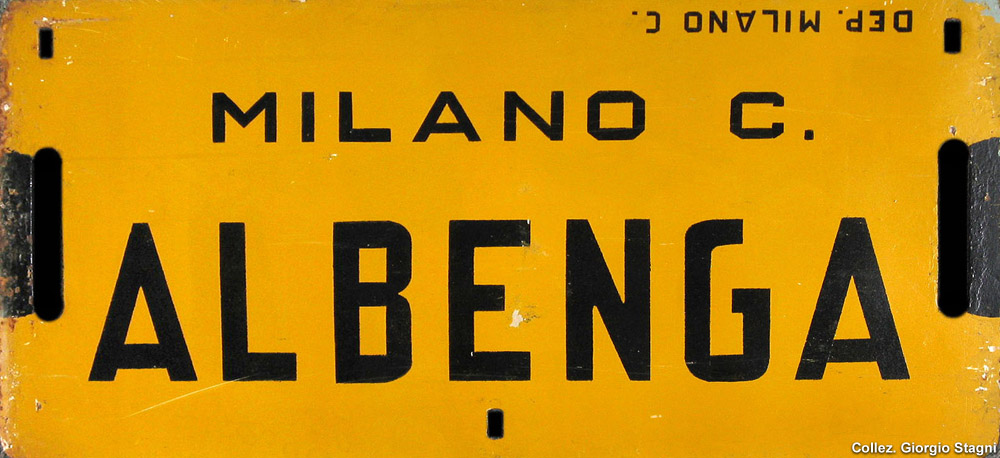 DEP. MILANO C.
MILANO C.
ALBENGA
Collez. Giorgio Stagni